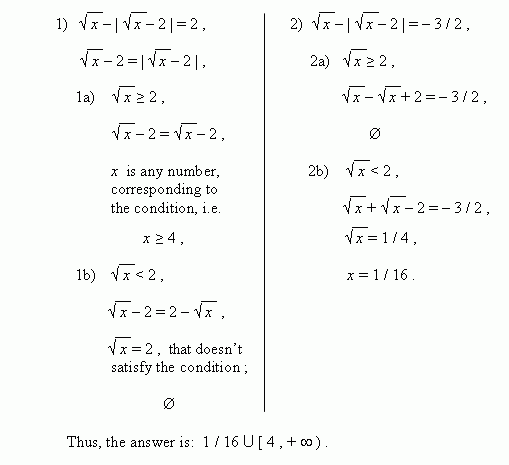 1) √x – | √x – 2 | = 2 ,
√x – 2 = | √x – 2 | ,
1a) √x ≥ 2 ,
√x – 2 = √x – 2 ,
x is any number,
corresponding to
the condition, i.e.
x ≥ 4 ,
1b) √x < 2 ,
√x – 2 = 2 – √x ,
√x = 2 , that doesn’t
satisfy the condition ;
∅
2) √x – | √x – 2 | = – 3 / 2 ,
2a) √x ≥ 2 ,
√x – √x + 2 = – 3 / 2 ,
∅
2b) √x < 2 ,
√x + √x – 2 = – 3 / 2 ,
√x = 1 / 4 ,
x = 1 / 16 .
Thus, the answer is: 1 / 16 ∪ [ 4 , + ∞ ) .